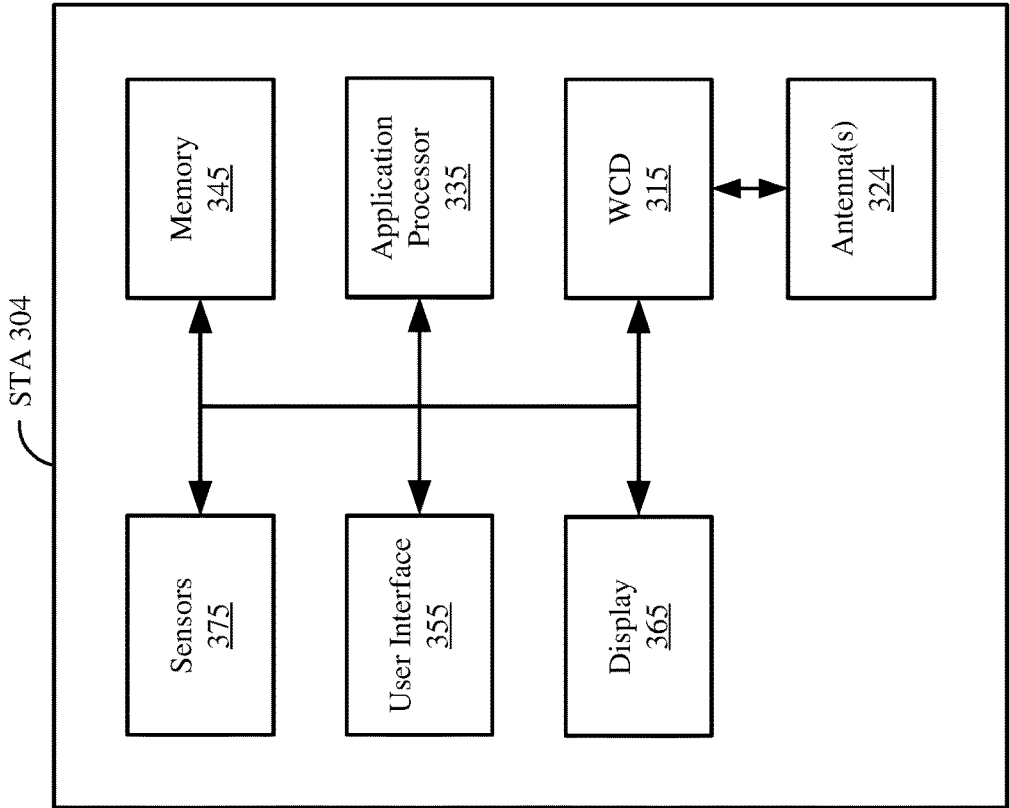 STA 304
Memory
345
Application
Processor
335
WCD
315
Antenna(s)
324
Sensors
375
User Interface
355
Display
365